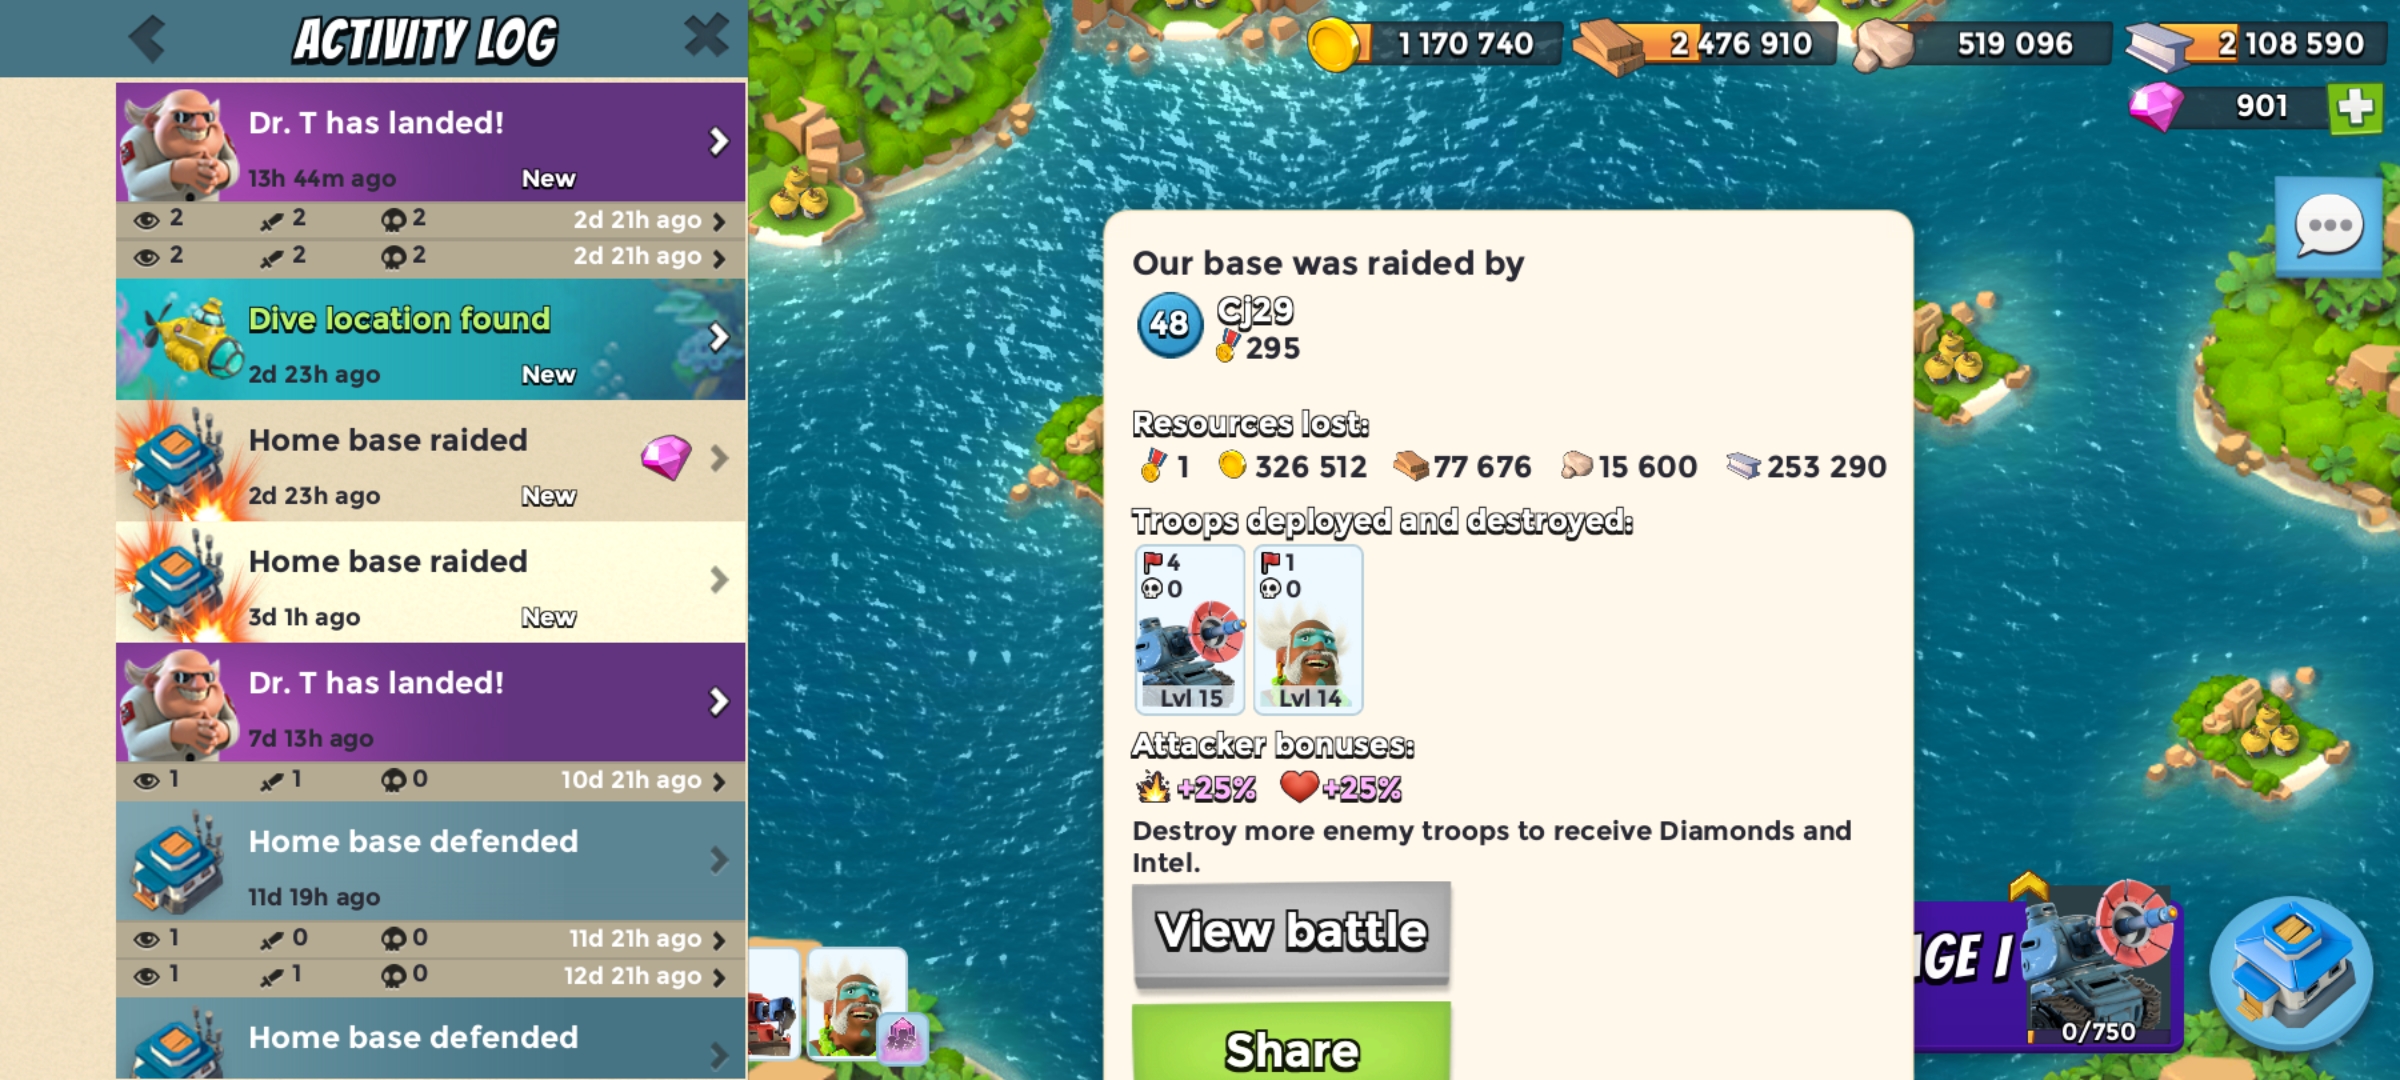 ACTIVITY LOG
Dr. T has landed!
13h 44m ago New
2 2 2 2d 21h ago
2 2 2 2d 21h ago
Dive location found
2d 23h ago New
Home base raided
2d 23h ago New
Home base raided
3d 1h ago New
Dr. T has landed!
7d 13h ago
1 1 0 10d 21h ago
Home base defended
11d 19h ago
1 0 0 11d 21h ago
1 1 0 12d 21h ago
Home base defended
1 170 740 2 476 910 519 096 2 108 590
901
Our base was raided by
48 Cj29
295
Resources lost:
1 326 512 77 676 15 600 253 290
Troops deployed and destroyed:
4 1
0 0
Lvl 15 Lvl 14
Attacker bonuses:
+25% +25%
Destroy more enemy troops to receive Diamonds and
Intel.
View battle
Share
GE I
0/750